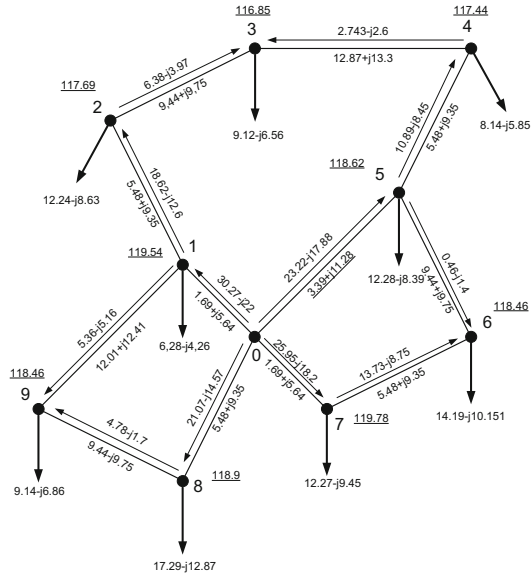 116.85
3
2.743-j2.6
117.44
4
12.87+j13.3
6.38-j3.97
9,44+j9,75
117.69
2
9.12-j6.56
8.14-j5.85
10.89-j8.45
5.48+j9.35
118.62
5
12.24-j8.63
18.62-j12.6
5.48+j9.35
119.54
1
23.22-j17.88
3.39+j11.28
12.28-j8.39
0.46-j1.4
9.44+j9.75
118.46
6
30.27-j22
1.69+j5.64
6,28-j4,26
0
5.36-j5.16
12.01+j12.41
25.95-j18.2
1.69+j5.64
13.73-j8.75
5.48+j9.35
14.19-j10.151
118.46
9
21.07-j14.57
5.48+j9.35
7
119.78
4.78-j1.7
9.44-j9.75
8
118.9
9.14-j6.86
12.27-j9.45
17.29-j12.87